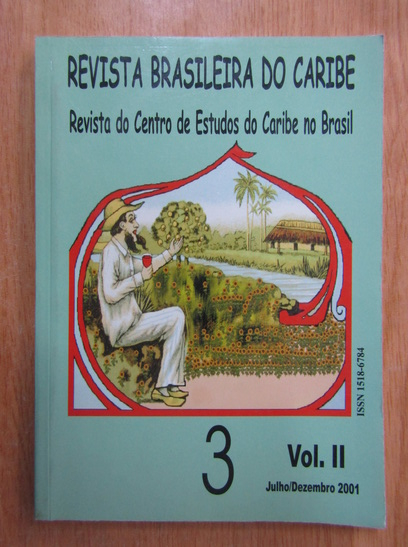 REVISTA BRASILEIRA DO CARIBE
Revista do Centro de Estudos do Caribe no Brasil
ISSN 1518-6784
3
Vol. II
Julho/Dezembro 2001